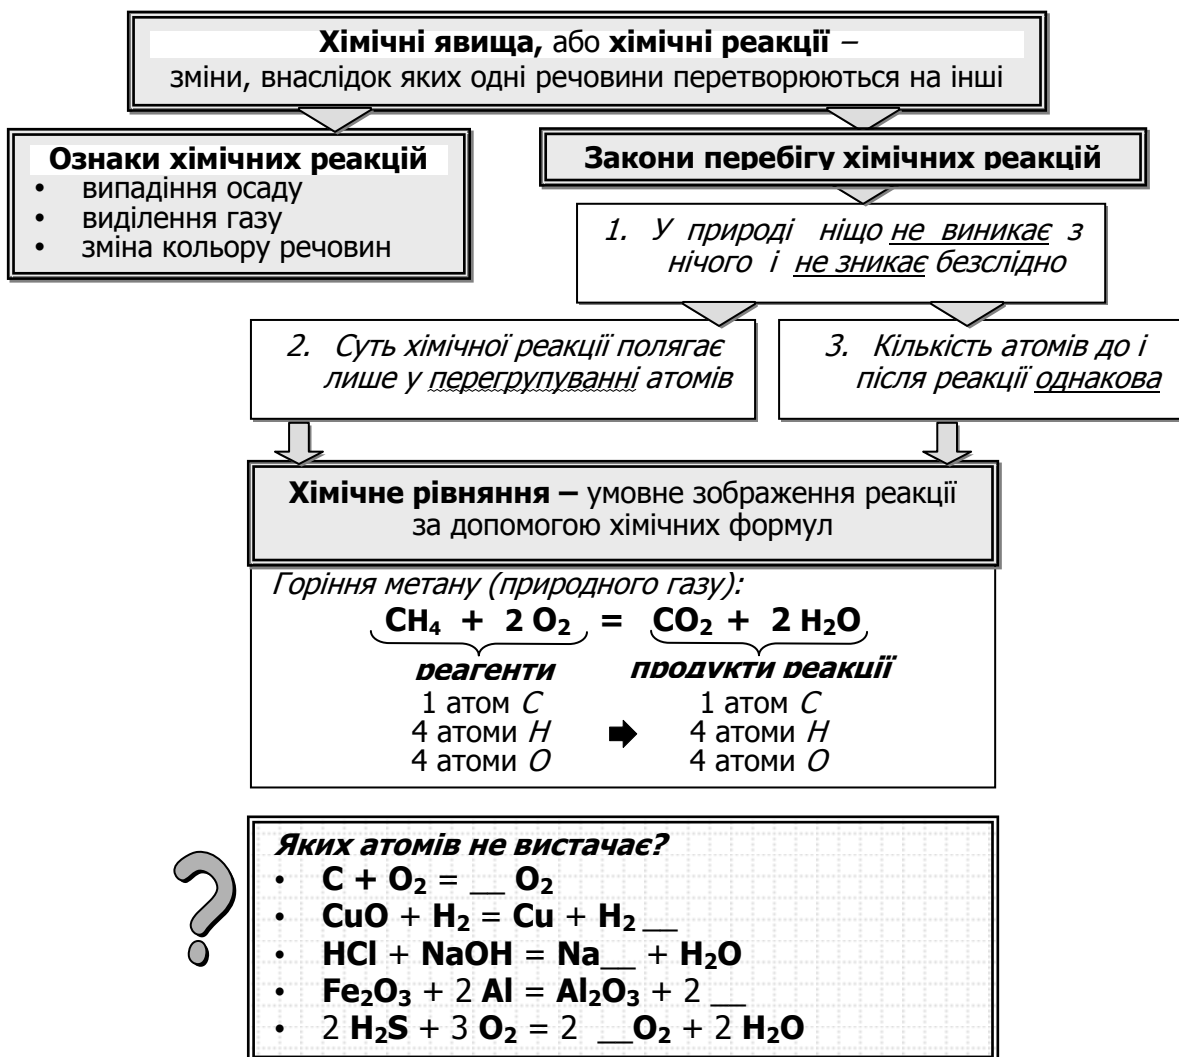 Хімічні явища, або хімічні реакції –
зміни, внаслідок яких одні речовини перетворюються на інші
Ознаки хімічних реакцій
• випадіння осаду
• виділення газу
• зміна кольору речовин
Закони перебігу хімічних реакцій
1. У природі ніщо не виникає з
нічого і не зникає безслідно
2. Суть хімічної реакції полягає
лише у перегрупуванні атомів
3. Кількість атомів до і
після реакції однакова
Хімічне рівняння – умовне зображення реакції
за допомогою хімічних формул
Горіння метану (природного газу):
CH₄ + 2 O₂ = CO₂ + 2 H₂O
реагенти продукти реакції
1 атом C 1 атом C
4 атоми H 4 атоми H
4 атоми O 4 атоми O
Яких атомів не вистачає?
• C + O₂ = __ O₂
• CuO + H₂ = Cu + H₂ __
• HCl + NaOH = Na__ + H₂O
• Fe₂O₃ + 2 Al = Al₂O₃ + 2 __
• 2 H₂S + 3 O₂ = 2 __O₂ + 2 H₂O